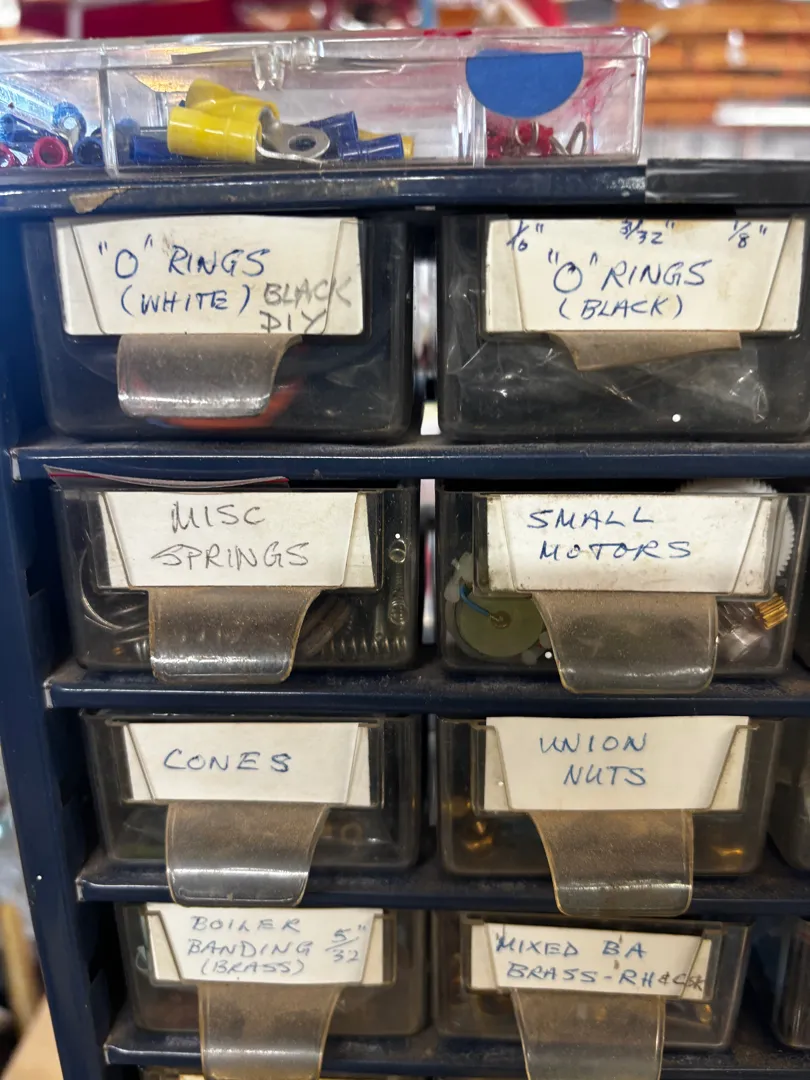 "O" RINGS
(WHITE) BLACK
DIY
1/16" 3/32" 1/8"
"O" RINGS
(BLACK)
MISC
SPRINGS
SMALL
MOTORS
CONES
UNION
NUTS
BOILER
BANDING 5/32"
(BRASS)
MIXED BA
BRASS-RH & CSK